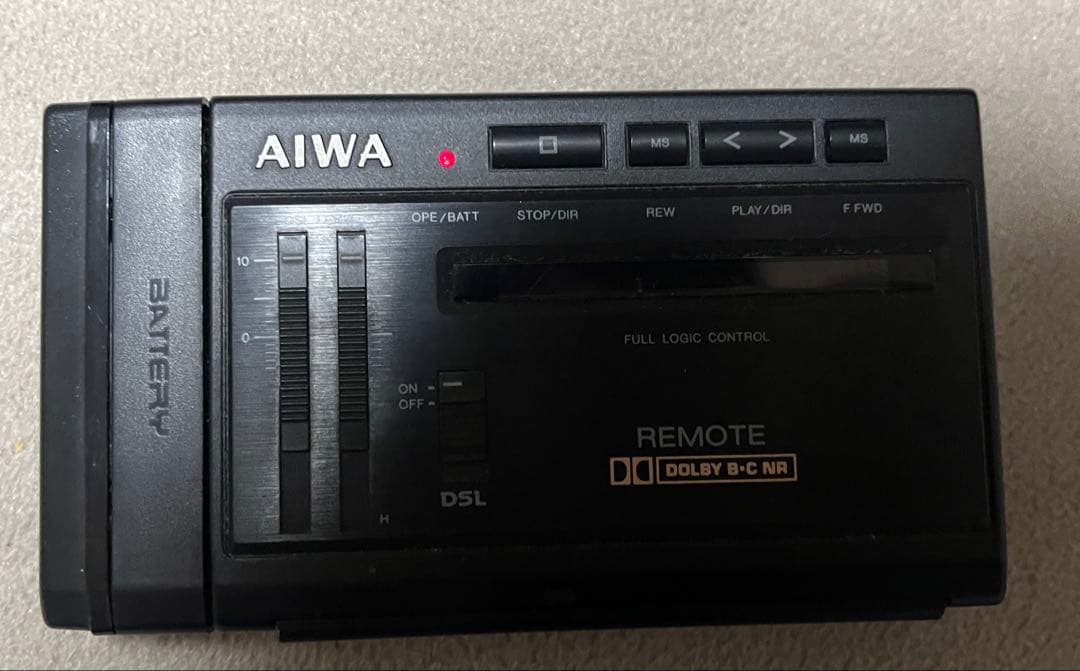 AIWA
MS
< >
MS
OPE/BATT STOP/DIR REW PLAY/DIR F.FWD
10
0
BATTERY
FULL LOGIC CONTROL
ON
OFF
REMOTE
DOLBY B·C NR
DSL
H